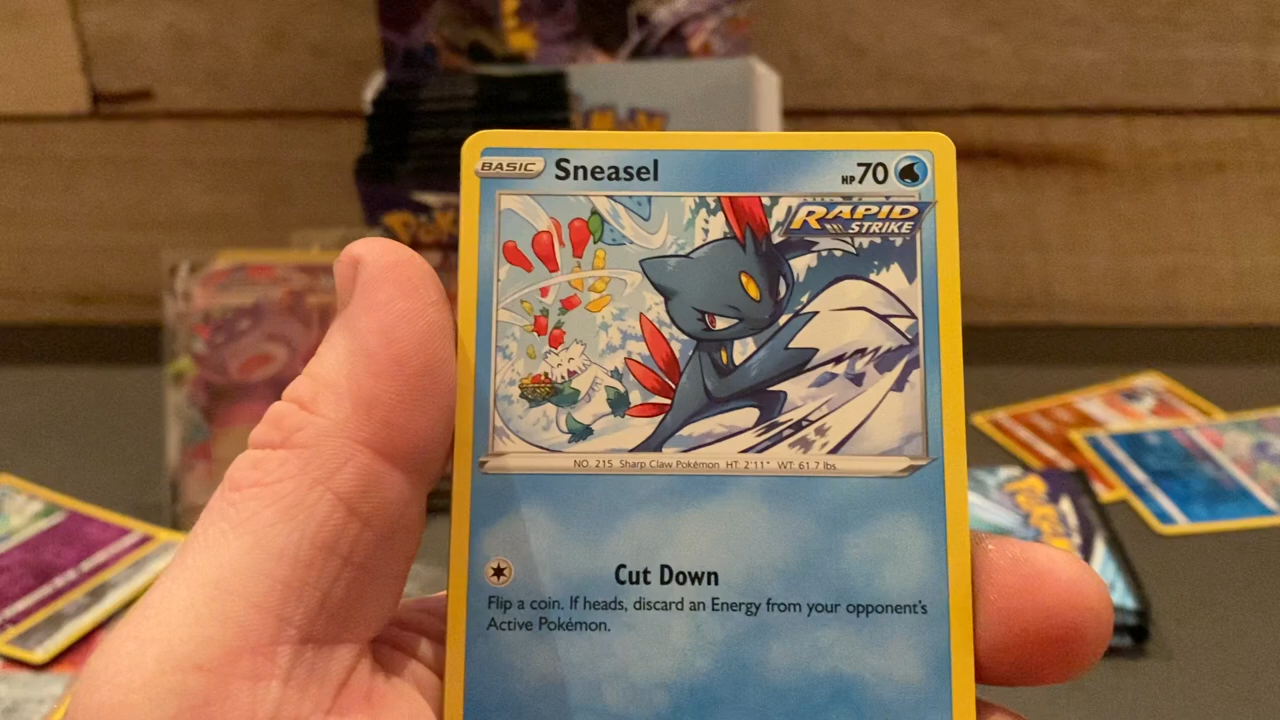 BASIC Sneasel HP 70
RAPID
STRIKE
NO. 215 Sharp Claw Pokémon HT: 2'11" WT: 61.7 lbs.
Cut Down
Flip a coin. If heads, discard an Energy from your opponent's
Active Pokémon.